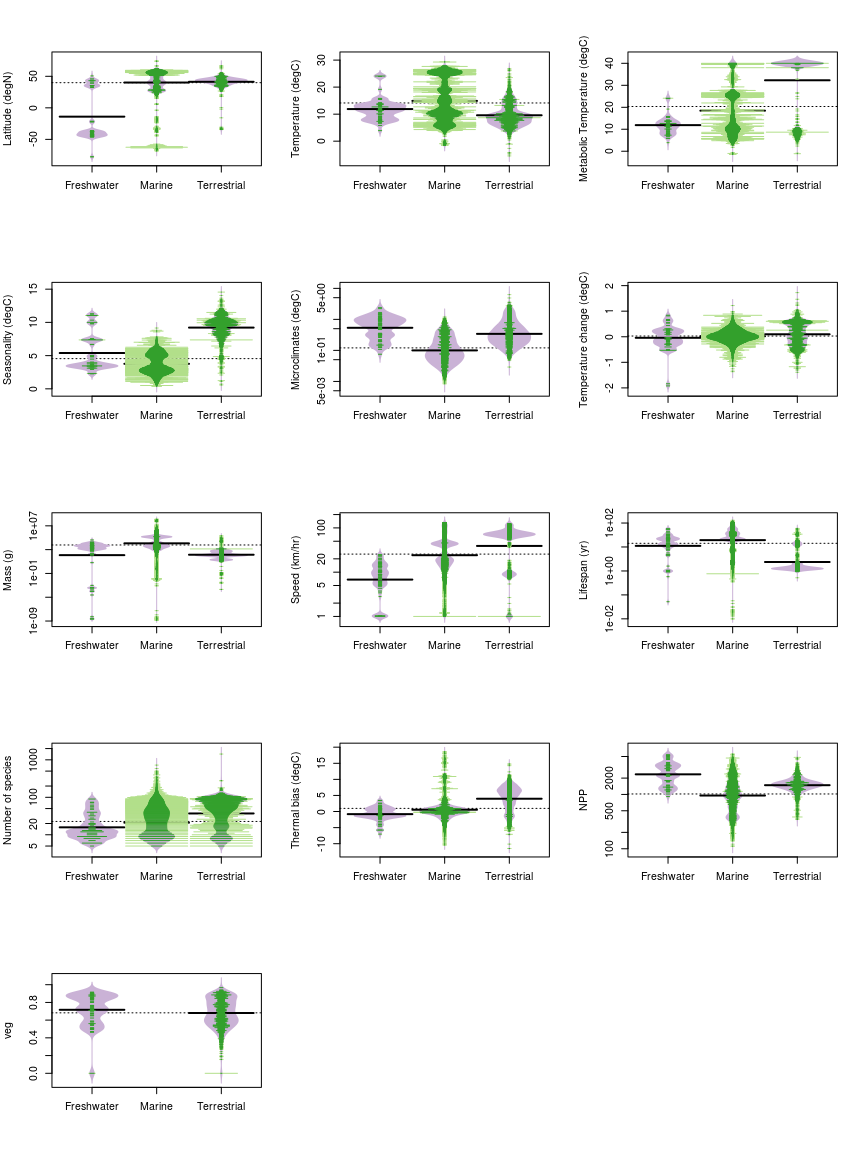 Latitude (degN)
50
0
-50
Freshwater Marine Terrestrial
Temperature (degC)
30
20
10
0
Freshwater Marine Terrestrial
Metabolic Temperature (degC)
40
30
20
10
0
Freshwater Marine Terrestrial
Seasonality (degC)
15
10
5
0
Freshwater Marine Terrestrial
Microclimates (degC)
5e+00
1e-01
5e-03
Freshwater Marine Terrestrial
Temperature change (degC)
2
1
0
-1
-2
Freshwater Marine Terrestrial
Mass (g)
1e+07
1e-01
1e-09
Freshwater Marine Terrestrial
Speed (km/hr)
100
20
5
1
Freshwater Marine Terrestrial
Lifespan (yr)
1e+02
1e+00
1e-02
Freshwater Marine Terrestrial
Number of species
1000
100
20
5
Freshwater Marine Terrestrial
Thermal bias (degC)
15
5
0
-10
Freshwater Marine Terrestrial
NPP
2000
500
100
Freshwater Marine Terrestrial
veg
0.8
0.4
0.0
Freshwater Marine Terrestrial